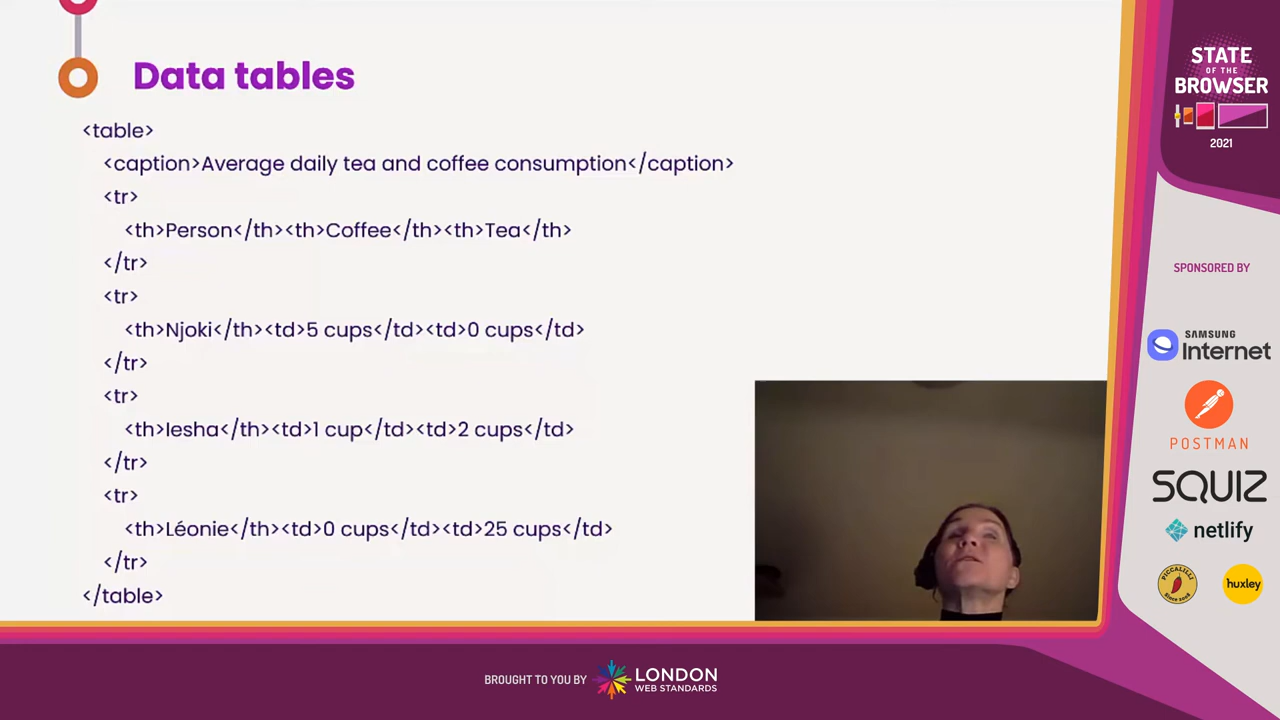 Data tables
<table>
<caption>Average daily tea and coffee consumption</caption>
<tr>
<th>Person</th><th>Coffee</th><th>Tea</th>
</tr>
<tr>
<th>Njoki</th><td>5 cups</td><td>0 cups</td>
</tr>
<tr>
<th>Iesha</th><td>1 cup</td><td>2 cups</td>
</tr>
<tr>
<th>Léonie</th><td>0 cups</td><td>25 cups</td>
</tr>
</table>
STATE
OF THE
BROWSER
2021
SPONSORED BY
SAMSUNG
Internet
POSTMAN
SQUIZ
netlify
PICCALILLI
Since 2018
huxley
BROUGHT TO YOU BY
LONDON
WEB STANDARDS